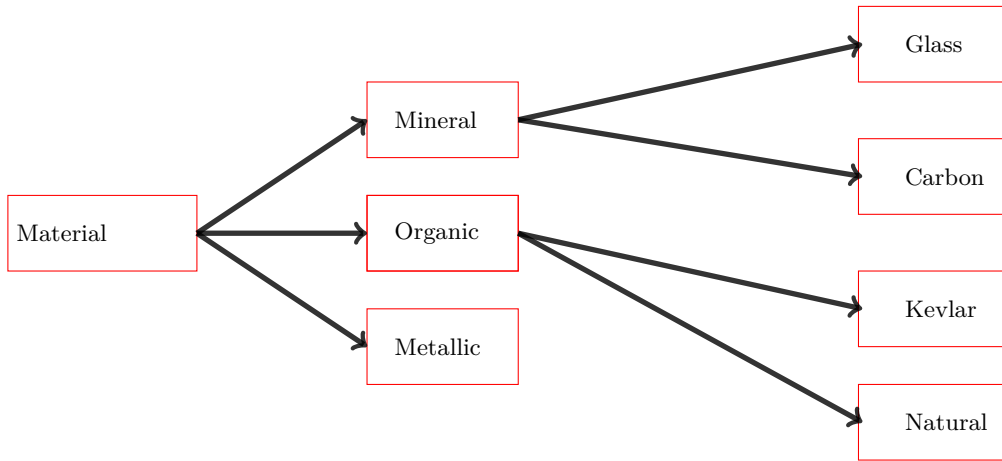 Material
Mineral
Organic
Metallic
Glass
Carbon
Kevlar
Natural